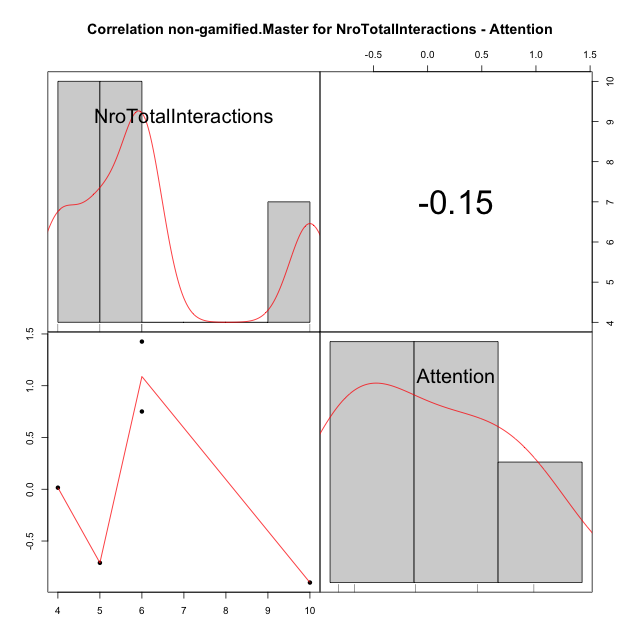 Correlation non-gamified.Master for NroTotalInteractions - Attention
-0.5 0.0 0.5 1.0 1.5
NroTotalInteractions
-0.15
10
9
8
7
6
5
4
1.5
1.0
0.5
0.0
-0.5
Attention
4 5 6 7 8 9 10